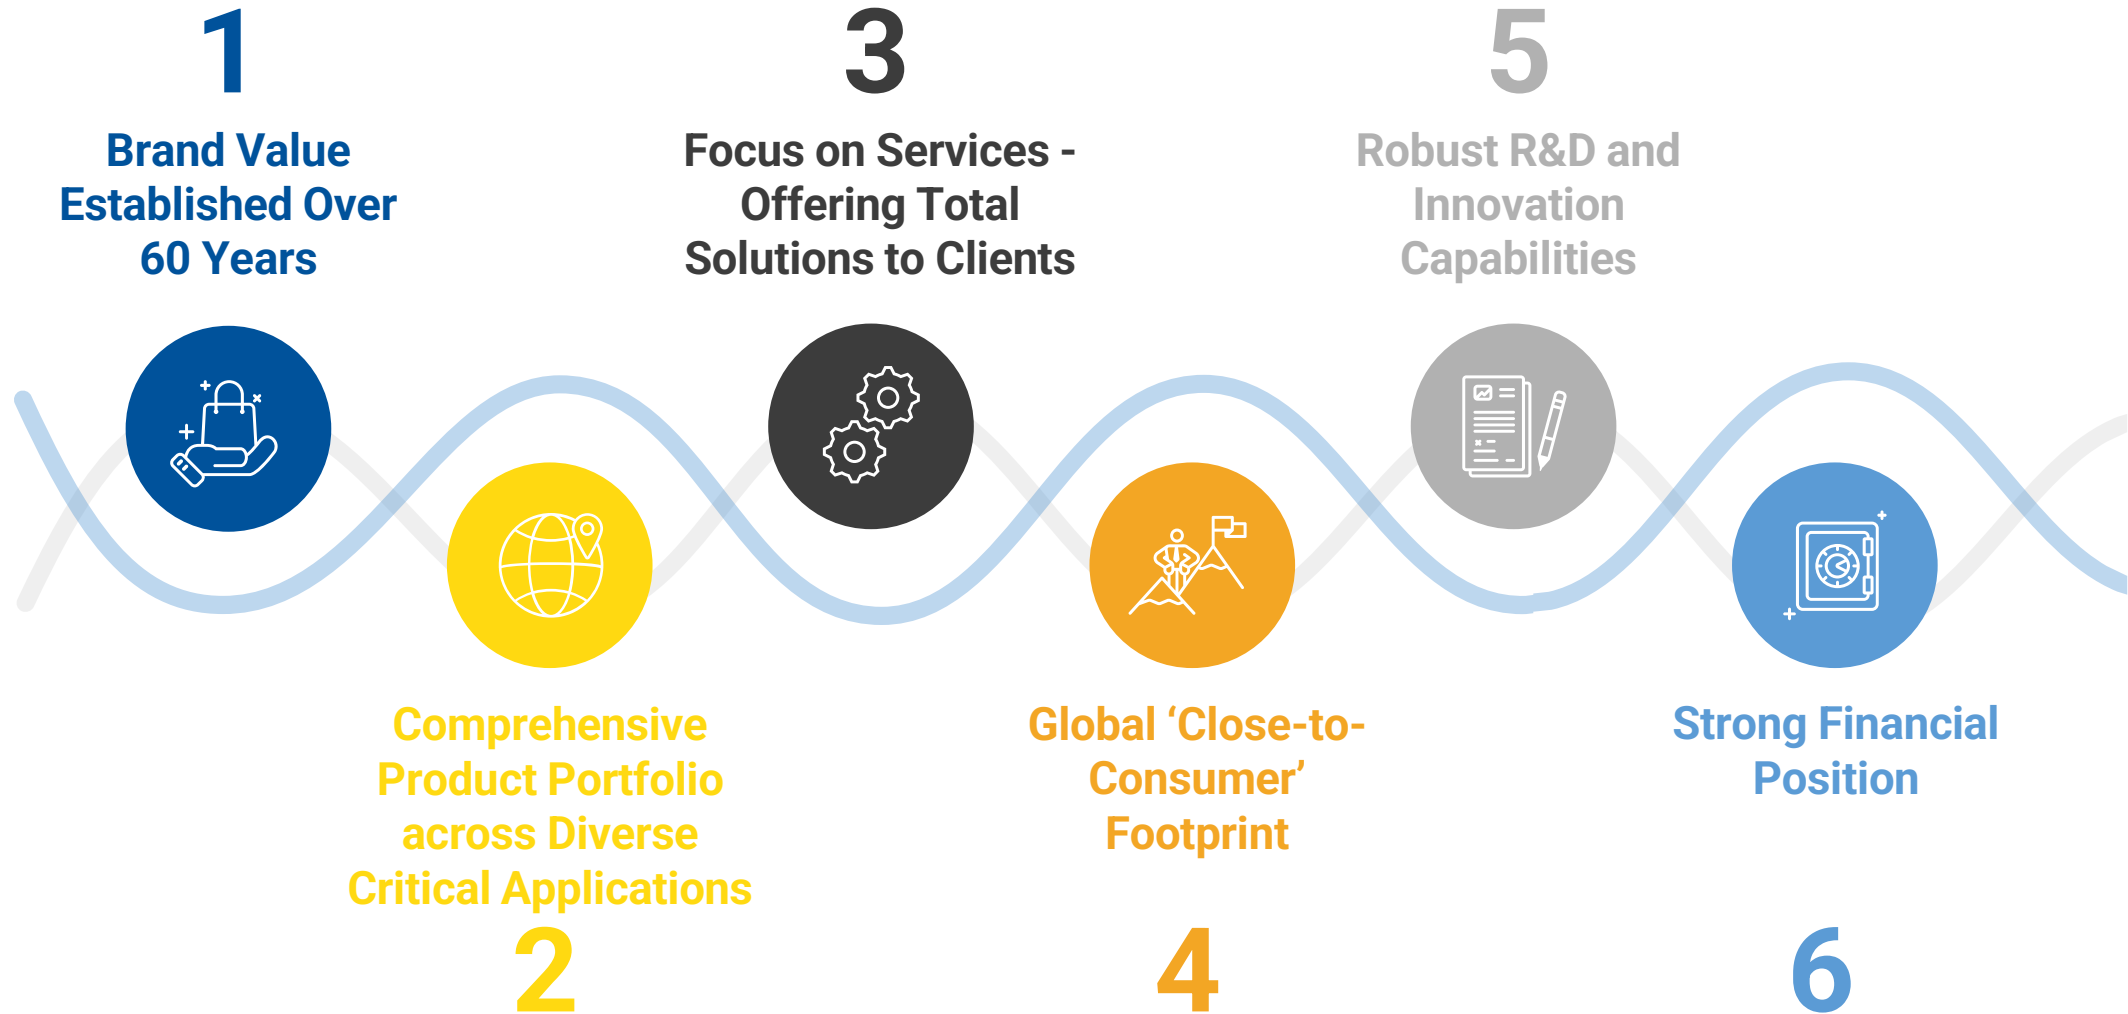 1
Brand Value
Established Over
60 Years
Comprehensive
Product Portfolio
across Diverse
Critical Applications
2
3
Focus on Services -
Offering Total
Solutions to Clients
Global ‘Close-to-
Consumer’
Footprint
4
5
Robust R&D and
Innovation
Capabilities
Strong Financial
Position
6